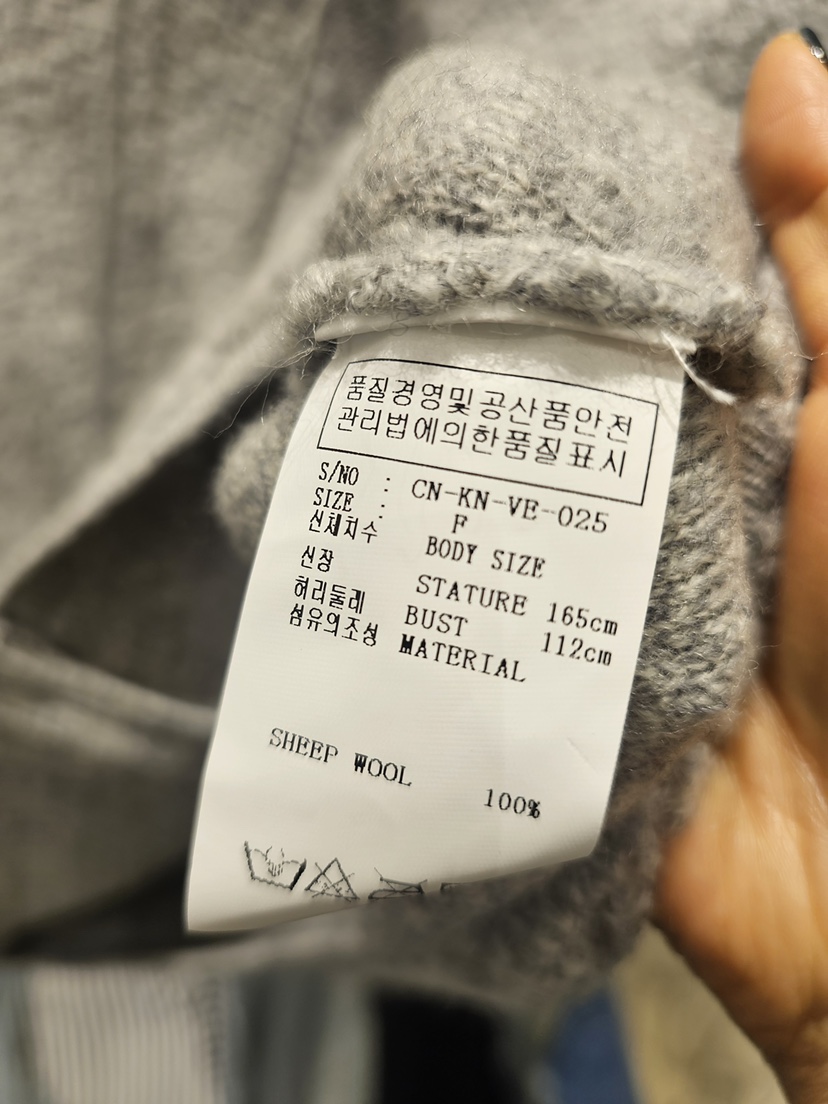 품질경영및공산품안전
관리법에의한품질표시
S/NO : CN-KN-VE-025
SIZE : F
신체치수 BODY SIZE
신장 STATURE 165cm
허리둘레 BUST 112cm
섬유의조성 MATERIAL
SHEEP WOOL 100%